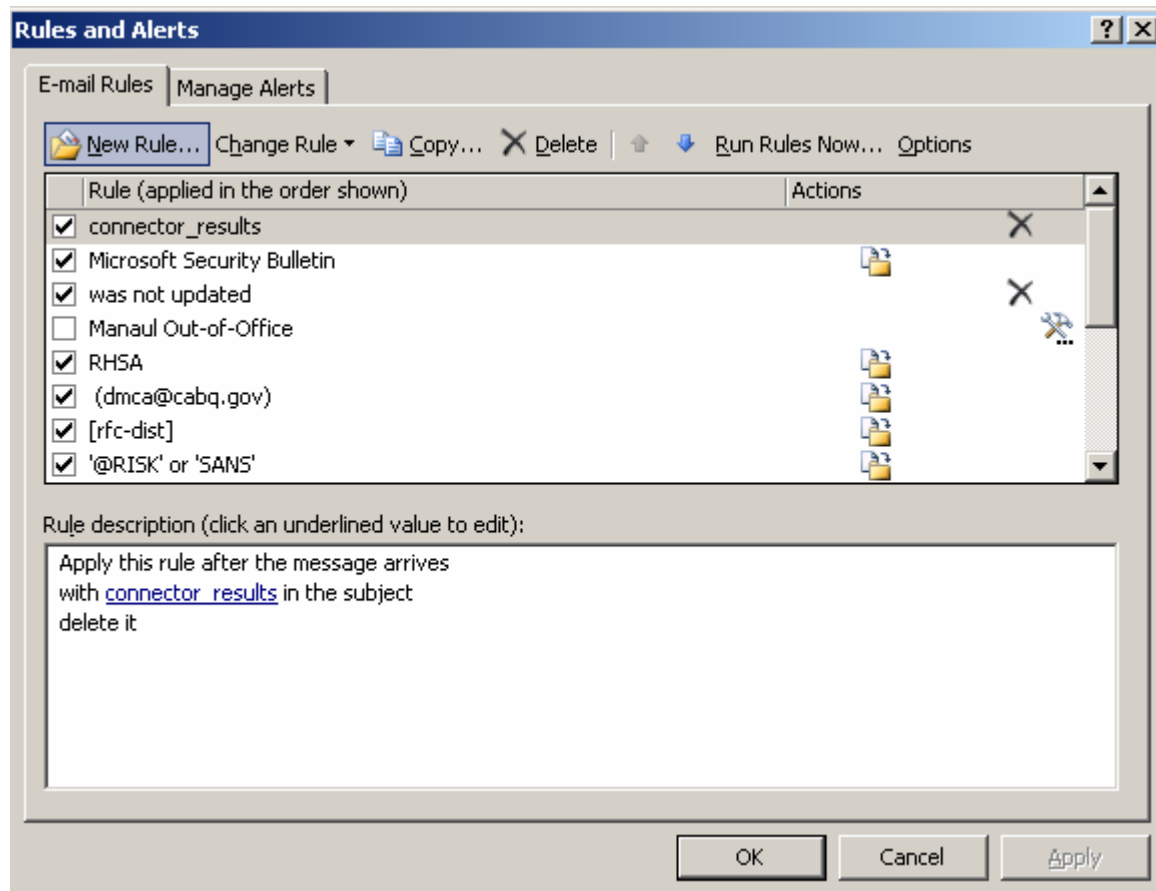 Rules and Alerts
E-mail Rules Manage Alerts
New Rule... Change Rule Copy... Delete Run Rules Now... Options
Rule (applied in the order shown) Actions
connector_results
Microsoft Security Bulletin
was not updated
Manaul Out-of-Office
RHSA
(dmca@cabq.gov)
[rfc-dist]
'@RISK' or 'SANS'
Rule description (click an underlined value to edit):
Apply this rule after the message arrives
with connector_results in the subject
delete it
OK Cancel Apply